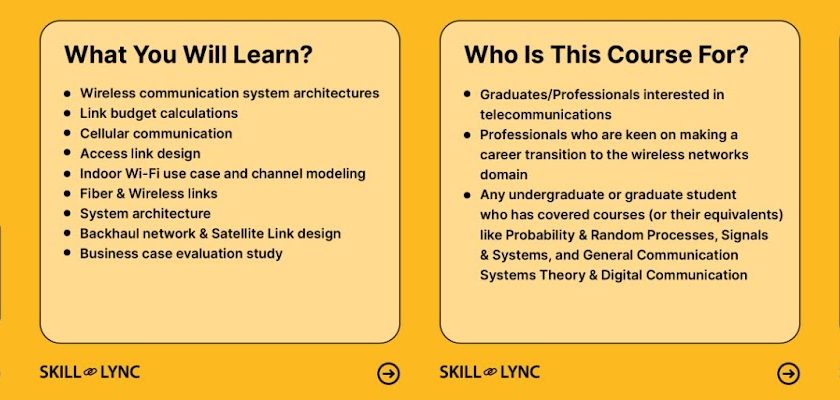 What You Will Learn?
• Wireless communication system architectures
• Link budget calculations
• Cellular communication
• Access link design
• Indoor Wi-Fi use case and channel modeling
• Fiber & Wireless links
• System architecture
• Backhaul network & Satellite Link design
• Business case evaluation study
SKILL LYNC
Who Is This Course For?
• Graduates/Professionals interested in
telecommunications
• Professionals who are keen on making a
career transition to the wireless networks
domain
• Any undergraduate or graduate student
who has covered courses (or their equivalents)
like Probability & Random Processes, Signals
& Systems, and General Communication
Systems Theory & Digital Communication
SKILL LYNC